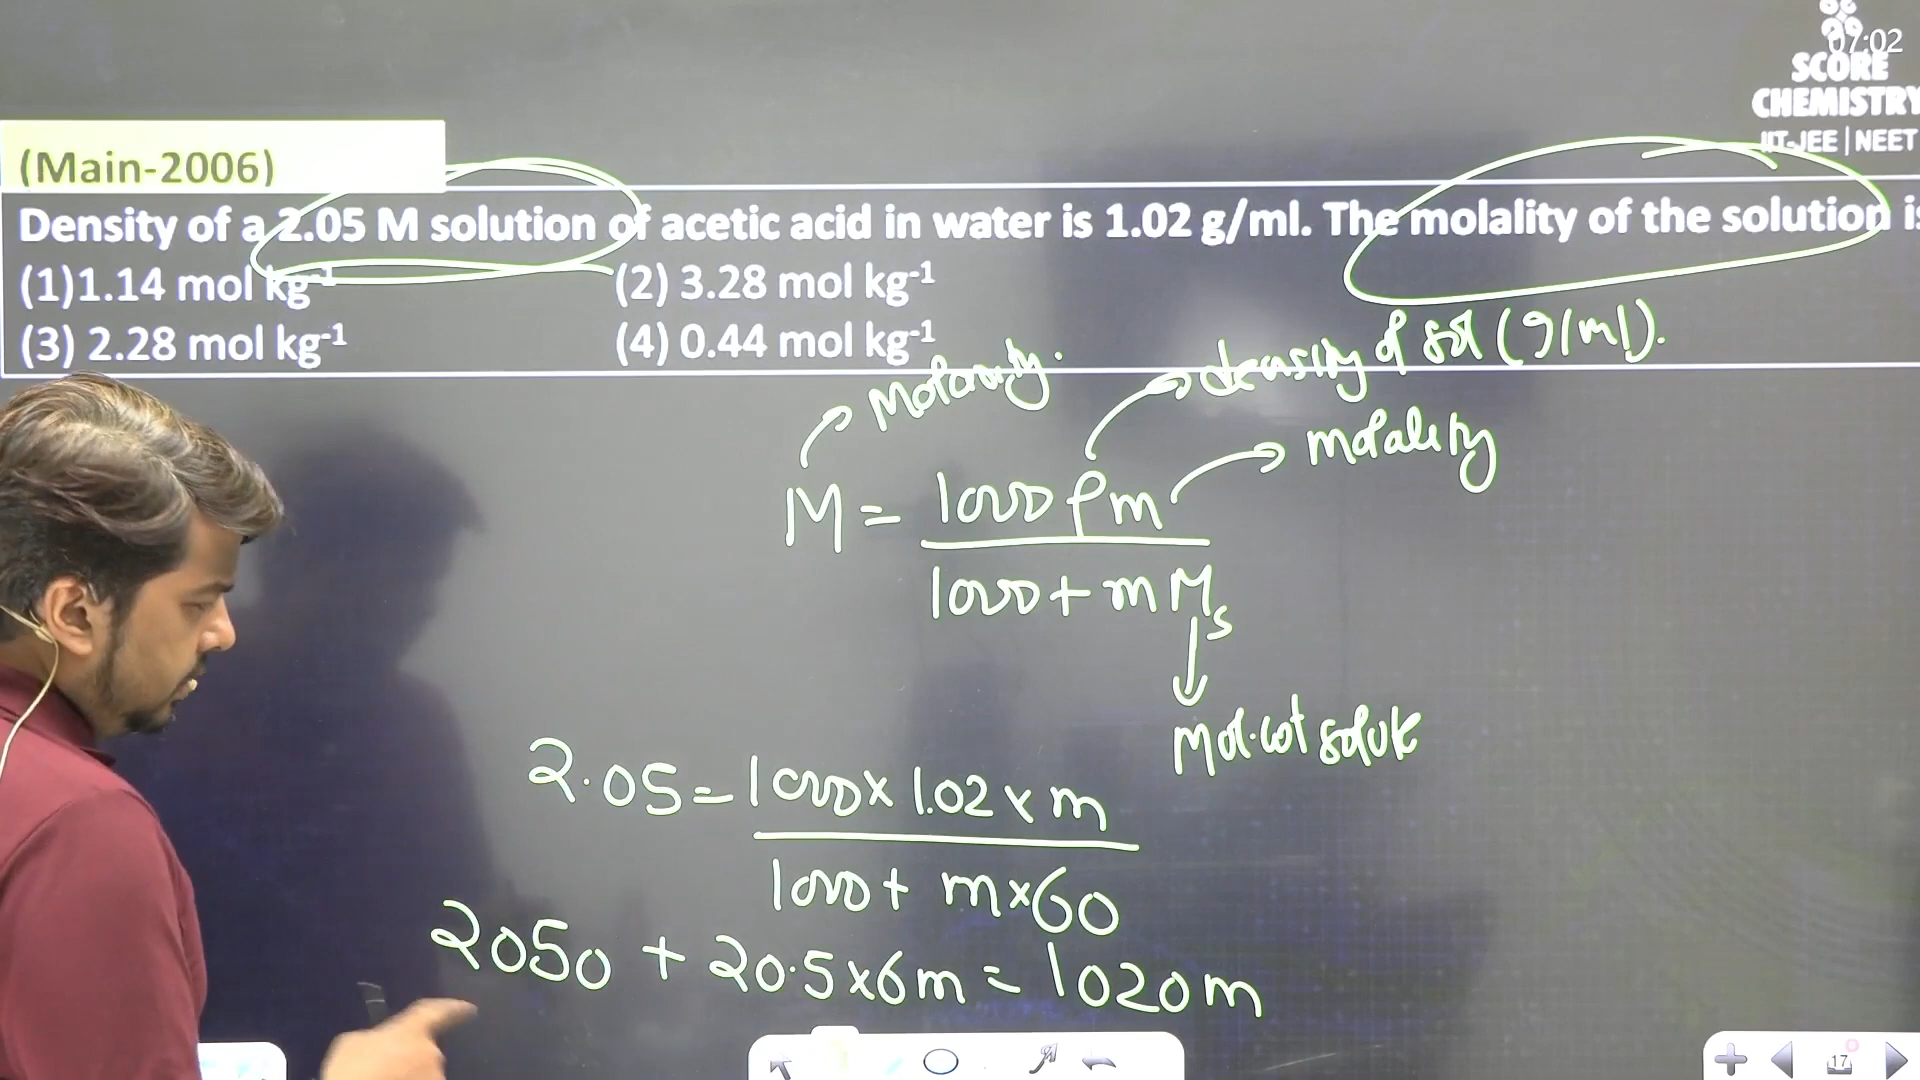 07:02
SCORE
CHEMISTRY
IIT-JEE | NEET
(Main-2006)
Density of a 2.05 M solution of acetic acid in water is 1.02 g/ml. The molality of the solution is
(1)1.14 mol kg-1 (2) 3.28 mol kg-1
(3) 2.28 mol kg-1 (4) 0.44 mol kg-1
Molarity. density of sol (g/ml).
molality
M = 1000 ρ m
1000 + m Ms
Mol.wt solute
2.05 = 1000 x 1.02 x m
1000 + m x 60
2050 + 20.5 x 6m = 1020m
17